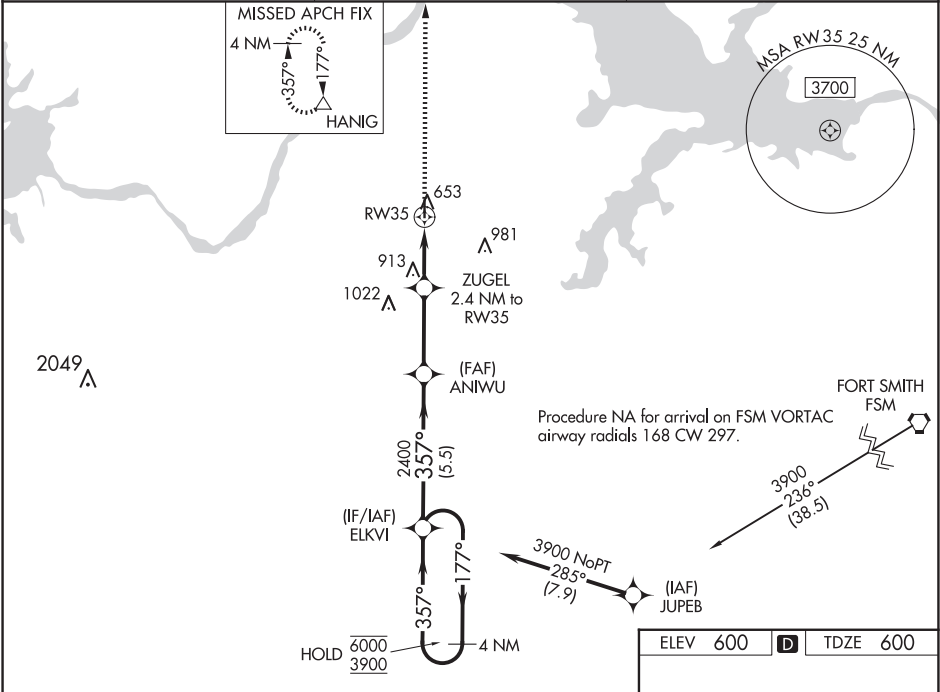 MISSED APCH FIX
4 NM
357°
177°
HANIG
MSA RW35 25 NM
3700
653
RW35
981
913
ZUGEL
2.4 NM to
RW35
1022
2049
(FAF)
ANIWU
FORT SMITH
FSM
Procedure NA for arrival on FSM VORTAC
airway radials 168 CW 297.
2400
357°
(5.5)
3900
236°
(38.5)
(IF/IAF)
ELKVI
177°
357°
3900 NoPT
285°
(7.9)
(IAF)
JUPEB
HOLD
6000
3900
4 NM
ELEV 600 D TDZE 600